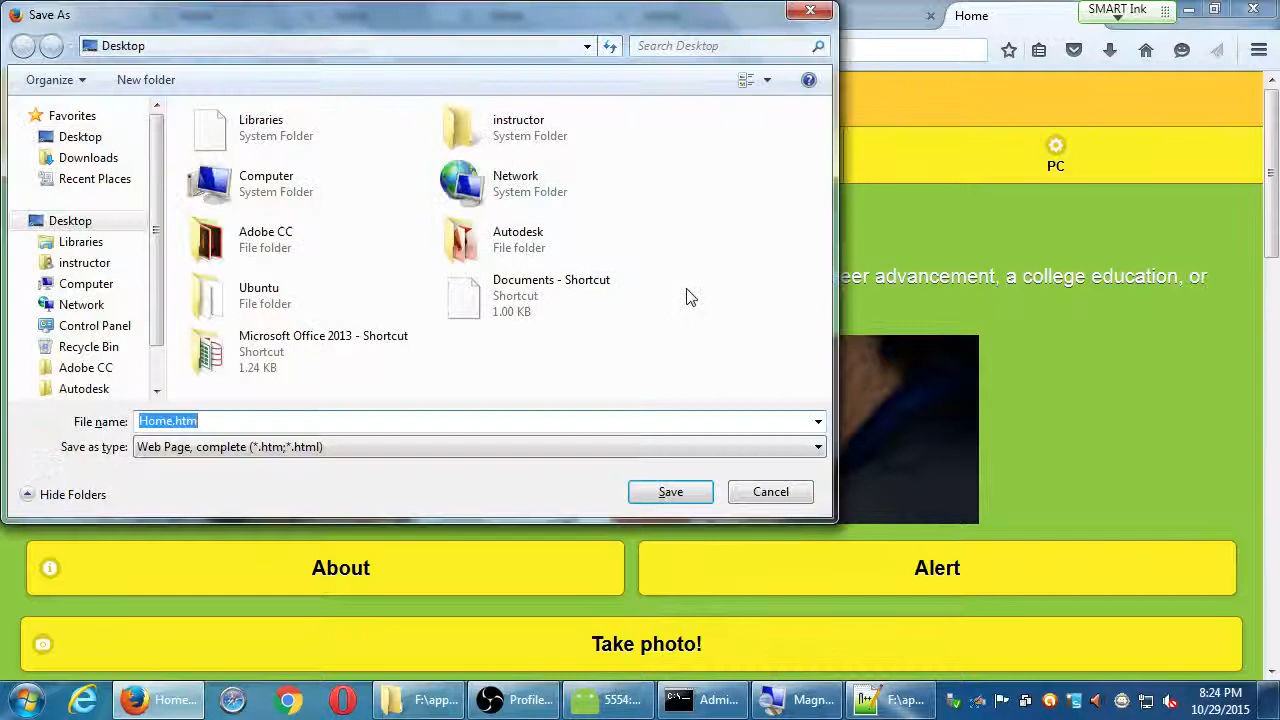 Save As
Home
SMART Ink
Desktop
Search Desktop
Organize
New folder
Favorites
Desktop
Downloads
Recent Places
Desktop
Libraries
instructor
Computer
Network
Control Panel
Recycle Bin
Adobe CC
Autodesk
Libraries
System Folder
instructor
System Folder
Computer
System Folder
Network
System Folder
Adobe CC
File folder
Autodesk
File folder
Ubuntu
File folder
Documents - Shortcut
Shortcut
1.00 KB
Microsoft Office 2013 - Shortcut
Shortcut
1.24 KB
PC
eer advancement, a college education, or
File name: Home.htm
Save as type: Web Page, complete (*.htm;*.html)
Hide Folders
Save
Cancel
About
Alert
Take photo!
Home...
F:\app...
Profile...
5554:...
Admi...
Magn...
F:\ap...
8:24 PM
10/29/2015